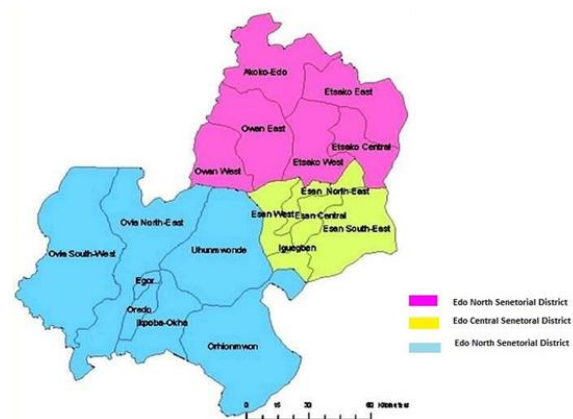 Akoko-Edo
Etsako East
Owan East
Etsako Central
Etsako West
Owan West
Esan North-East
Esan West
Esan Central
Ovia North-East
Esan South-East
Ovia South-West
Uhunmwonde
Igueben
Egor
Oredo
Ikpoba-Okha
Orhionmwon
Edo North Senetorial District
Edo Central Senetoral District
Edo North Senetorial District
0 15 30 60 Kilometer